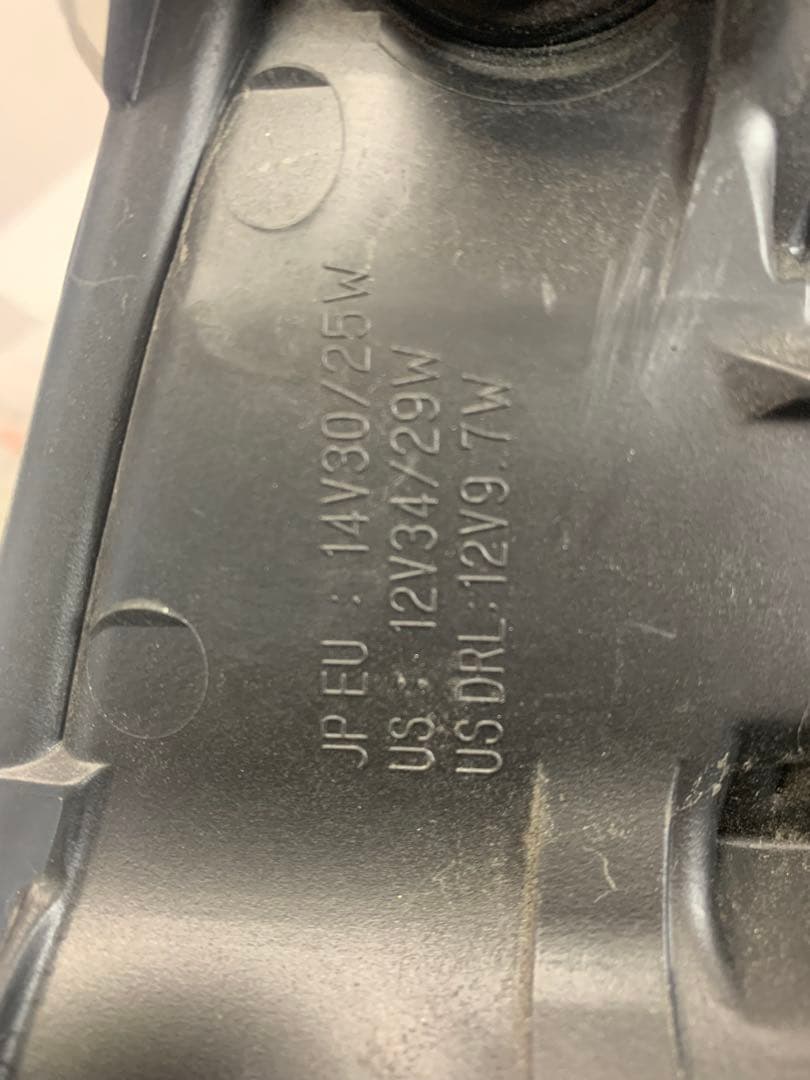 JP EU : 14V30/25W
US : 12V34/29W
US.DRL:12V9.7W